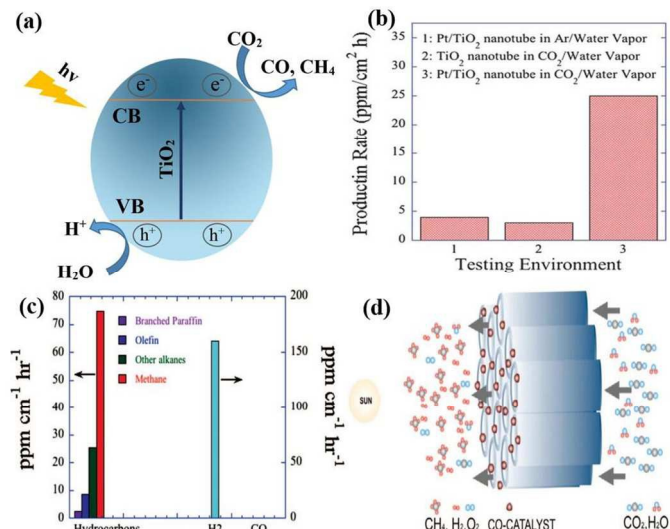 (a)
hν
CO₂
CO, CH₄
e⁻ e⁻
CB
TiO₂
VB
h⁺ h⁺
H⁺
H₂O
(b)
1: Pt/TiO₂ nanotube in Ar/Water Vapor
2: TiO₂ nanotube in CO₂/Water Vapor
3: Pt/TiO₂ nanotube in CO₂/Water Vapor
Productin Rate (ppm/cm² h)
35
30
25
20
15
10
5
0
1 2 3
Testing Environment
(c)
80
70
60
50
40
30
20
10
0
ppm cm⁻¹ hr⁻¹
Branched Paraffin
Olefin
Other alkanes
Methane
200
150
100
50
0
ppm cm⁻¹ hr⁻¹
Hydrocarbons H2 CO
(d)
SUN
CH₄, H₂, O₂ CO-CATALYST CO₂, H₂O